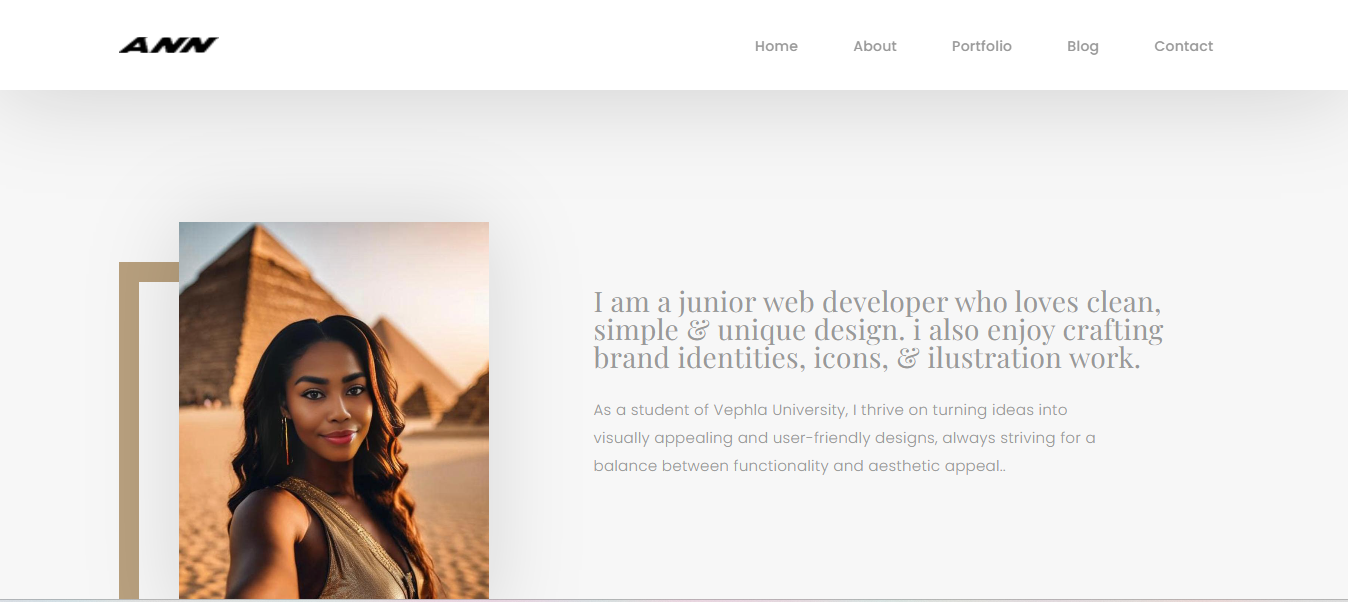 ANN
Home About Portfolio Blog Contact
I am a junior web developer who loves clean,
simple & unique design. i also enjoy crafting
brand identities, icons, & ilustration work.
As a student of Vephla University, I thrive on turning ideas into
visually appealing and user-friendly designs, always striving for a
balance between functionality and aesthetic appeal..